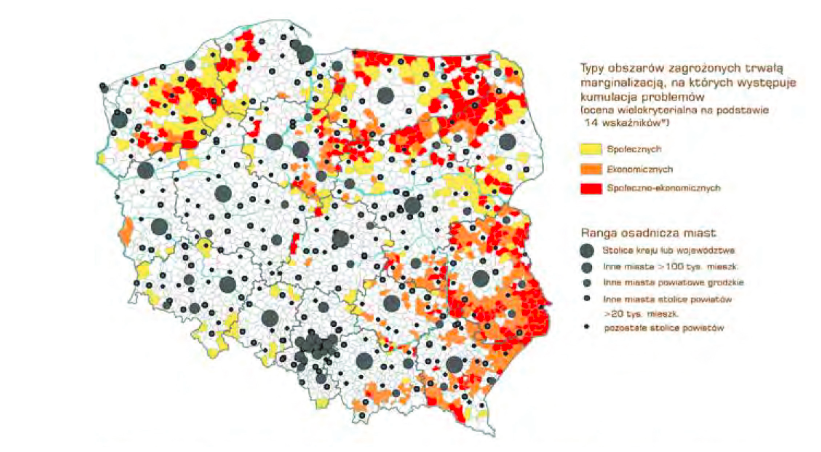 Typy obszarów zagrożonych trwałą
marginalizacją, na których występuje
kumulacja problemów
(ocena wielokryterialna na podstawie
14 wskaźników*)
Społecznych
Ekonomicznych
Społeczno-ekonomicznych
Ranga osadnicza miast
Stolice kraju lub województwa
Inne miasta >100 tys. mieszk.
Inne miasta powiatowe grodzkie
Inne miasta stolice powiatów
>20 tys. mieszk.
pozostałe stolice powiatów